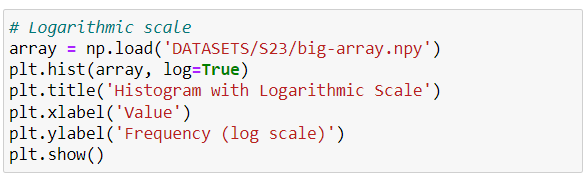 # Logarithmic scale
array = np.load('DATASETS/S23/big-array.npy')
plt.hist(array, log=True)
plt.title('Histogram with Logarithmic Scale')
plt.xlabel('Value')
plt.ylabel('Frequency (log scale)')
plt.show()